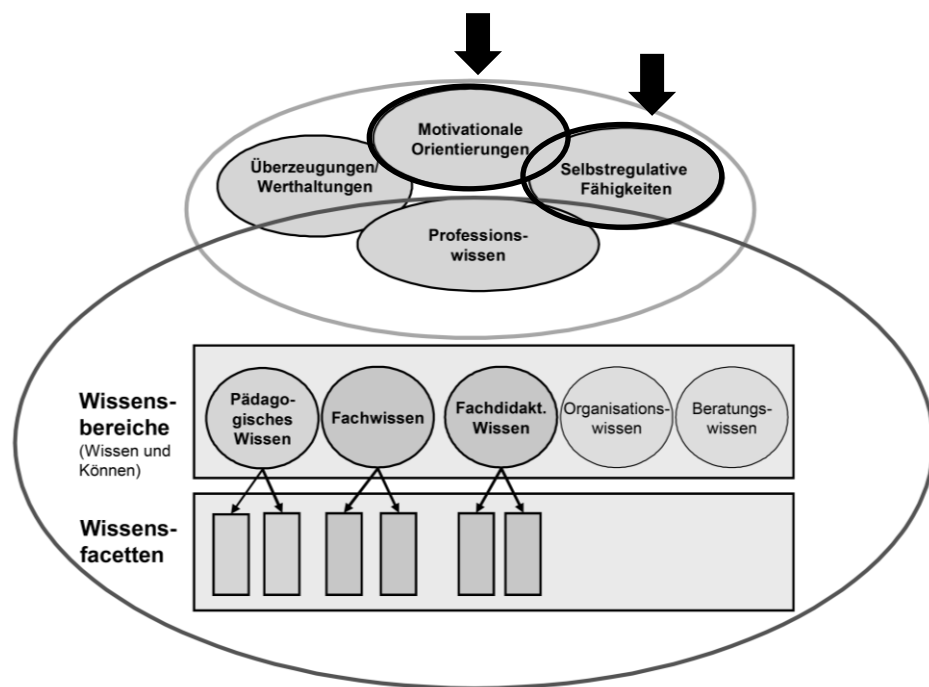 Motivationale
Orientierungen
Überzeugungen/
Werthaltungen
Selbstregulative
Fähigkeiten
Professions-
wissen
Wissens-
bereiche
(Wissen und
Können)
Pädago-
gisches
Wissen
Fachwissen
Fachdidakt.
Wissen
Organisations-
wissen
Beratungs-
wissen
Wissens-
facetten